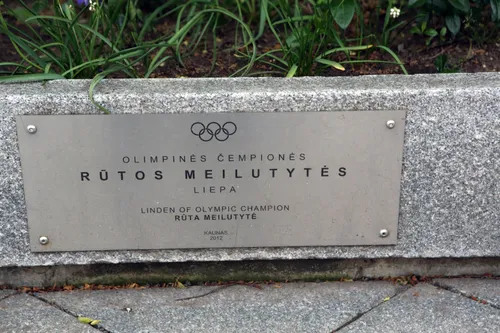 OLIMPINĖS ČEMPIONĖS
RŪTOS MEILUTYTĖS
LIEPA
LINDEN OF OLYMPIC CHAMPION
RŪTA MEILUTYTĖ
KAUNAS
2012